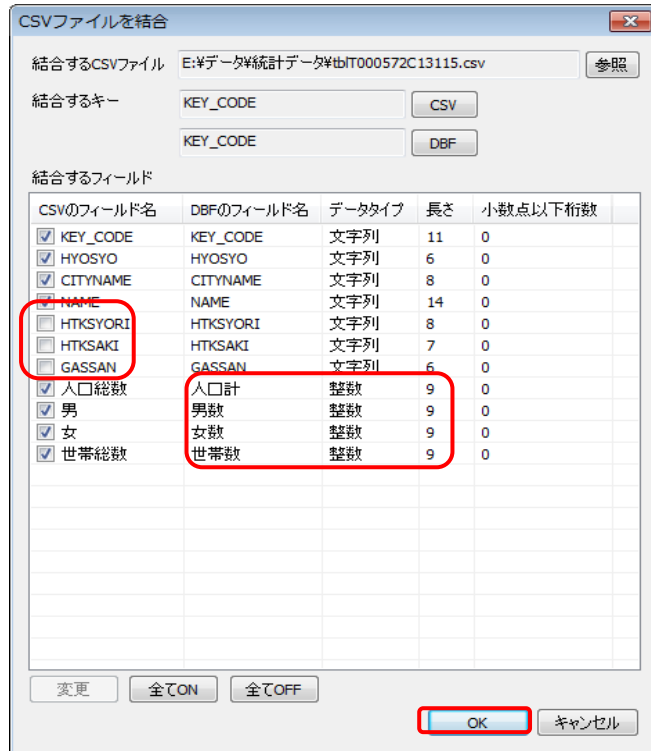 CSVファイルを結合
結合するCSVファイル E:¥データ¥統計データ¥tblT000572C13115.csv 参照
結合するキー KEY_CODE CSV
KEY_CODE DBF
結合するフィールド
CSVのフィールド名 DBFのフィールド名 データタイプ 長さ 小数点以下桁数
KEY_CODE KEY_CODE 文字列 11 0
HYOSYO HYOSYO 文字列 6 0
CITYNAME CITYNAME 文字列 8 0
NAME NAME 文字列 14 0
HTKSYORI HTKSYORI 文字列 8 0
HTKSAKI HTKSAKI 文字列 7 0
GASSAN GASSAN 文字列 6 0
人口総数 人口計 整数 9 0
男 男数 整数 9 0
女 女数 整数 9 0
世帯総数 世帯数 整数 9 0
変更 全てON 全てOFF
OK キャンセル